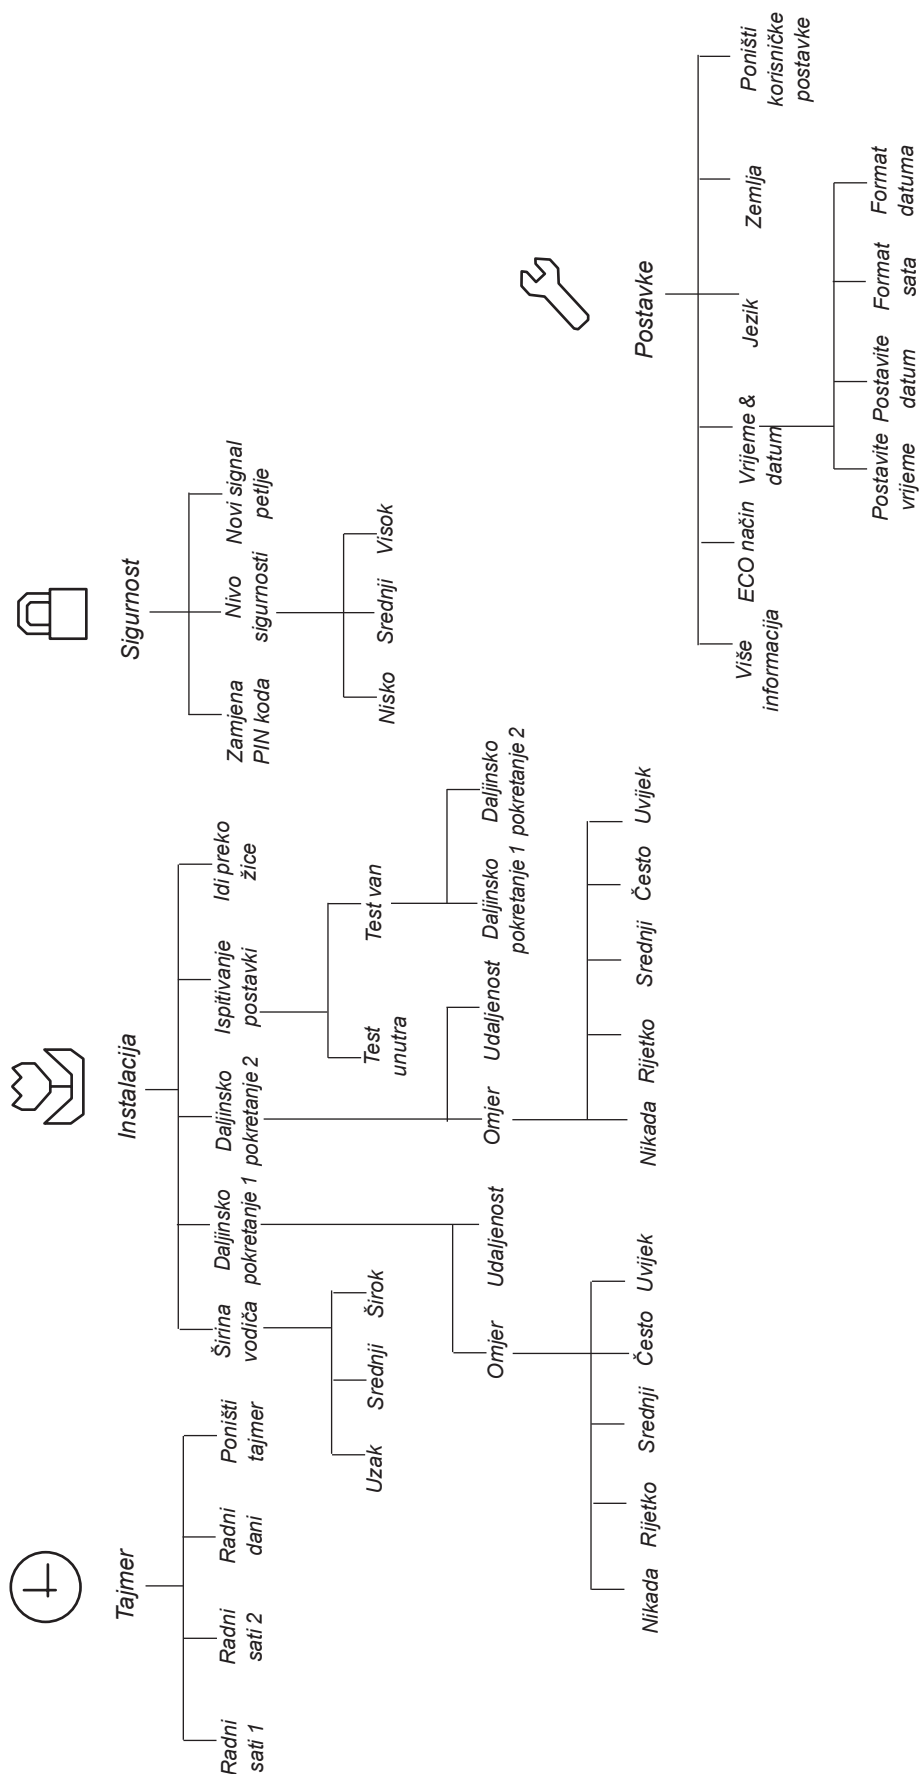 Tajmer
Radni
sati 1
Radni
sati 2
Radni
dani
Poništi
tajmer
Instalacija
Širina
vodiča
Uzak
Srednji
Širok
Daljinsko
pokretanje 1
Omjer
Nikada
Rijetko
Srednji
Često
Uvijek
Udaljenost
Daljinsko
pokretanje 2
Omjer
Nikada
Rijetko
Srednji
Često
Uvijek
Udaljenost
Ispitivanje
postavki
Test
unutra
Test van
Daljinsko
pokretanje 1
Daljinsko
pokretanje 2
Idi preko
žice
Sigurnost
Zamjena
PIN koda
Nivo
sigurnosti
Nisko
Srednji
Visok
Novi signal
petlje
Postavke
Više
informacija
ECO način
Vrijeme &
datum
Postavite
vrijeme
Postavite
datum
Format
sata
Format
datuma
Jezik
Zemlja
Poništi
korisničke
postavke